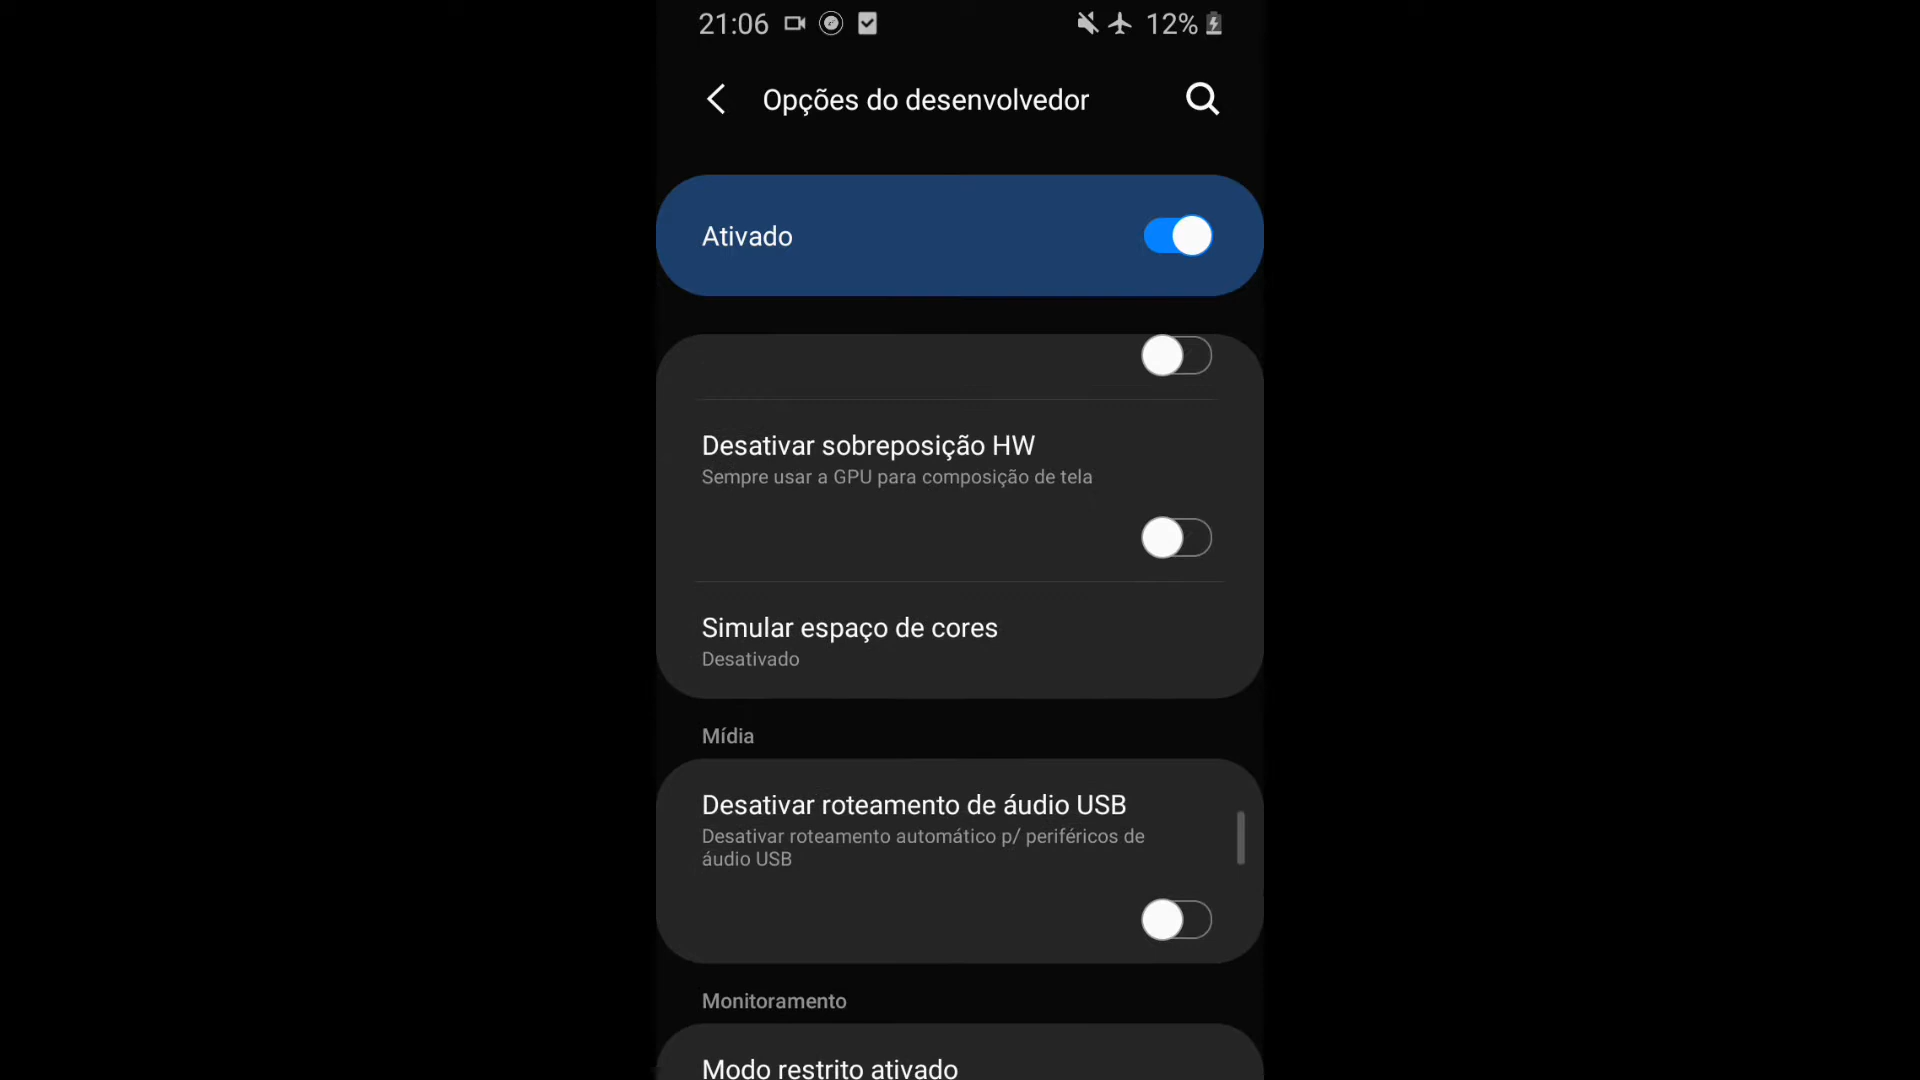 21:06 12%
Opções do desenvolvedor
Ativado
Desativar sobreposição HW
Sempre usar a GPU para composição de tela
Simular espaço de cores
Desativado
Mídia
Desativar roteamento de áudio USB
Desativar roteamento automático p/ periféricos de
áudio USB
Monitoramento
Modo restrito ativado